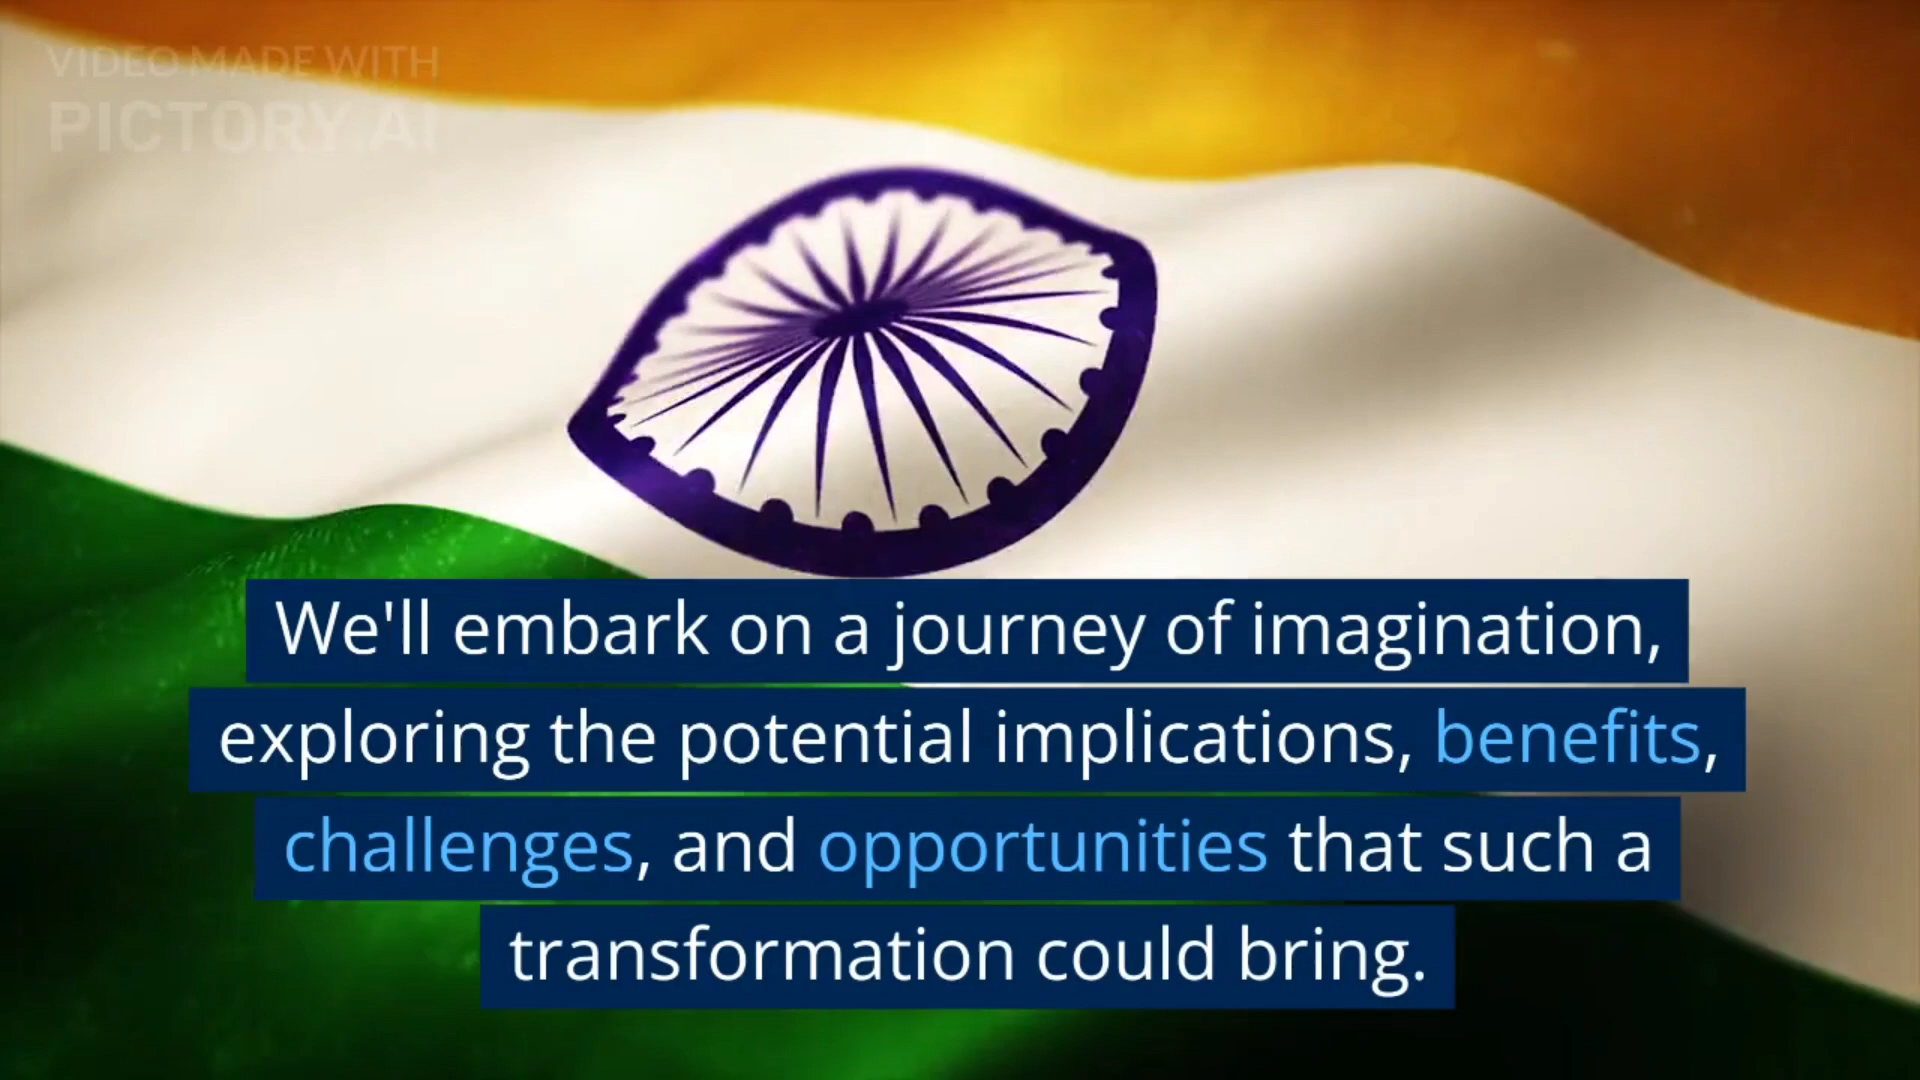 VIDEO MADE WITH
PICTORY.AI
We'll embark on a journey of imagination,
exploring the potential implications, benefits,
challenges, and opportunities that such a
transformation could bring.